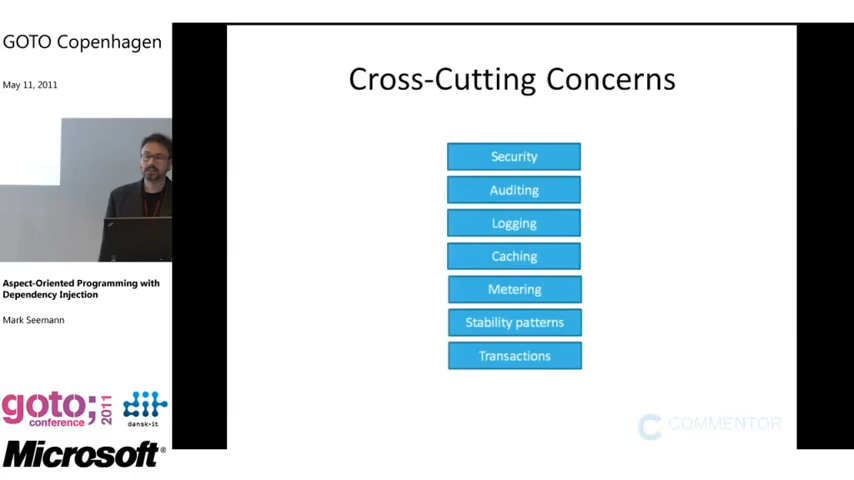 GOTO Copenhagen
May 11, 2011
Aspect-Oriented Programming with
Dependency Injection
Mark Seemann
goto;
conference
2011
dansk·it
Microsoft®
Cross-Cutting Concerns
Security
Auditing
Logging
Caching
Metering
Stability patterns
Transactions
COMMENTOR